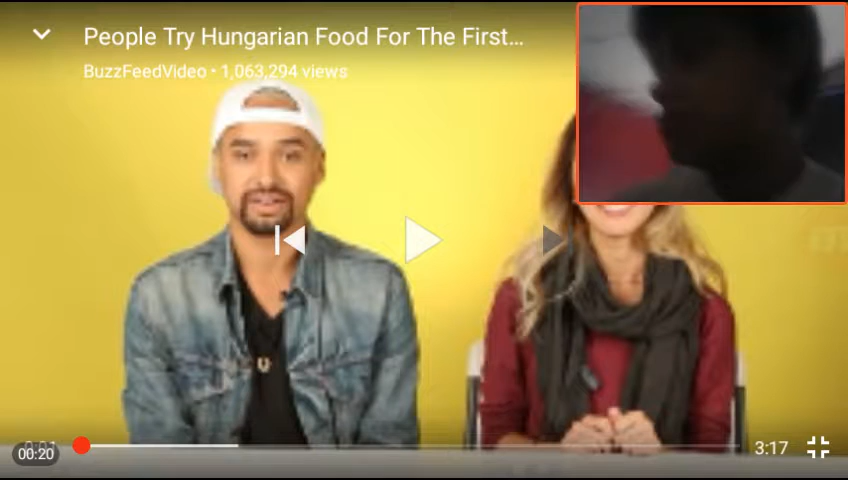 People Try Hungarian Food For The First...
BuzzFeedVideo • 1,063,294 views
00:20
3:17